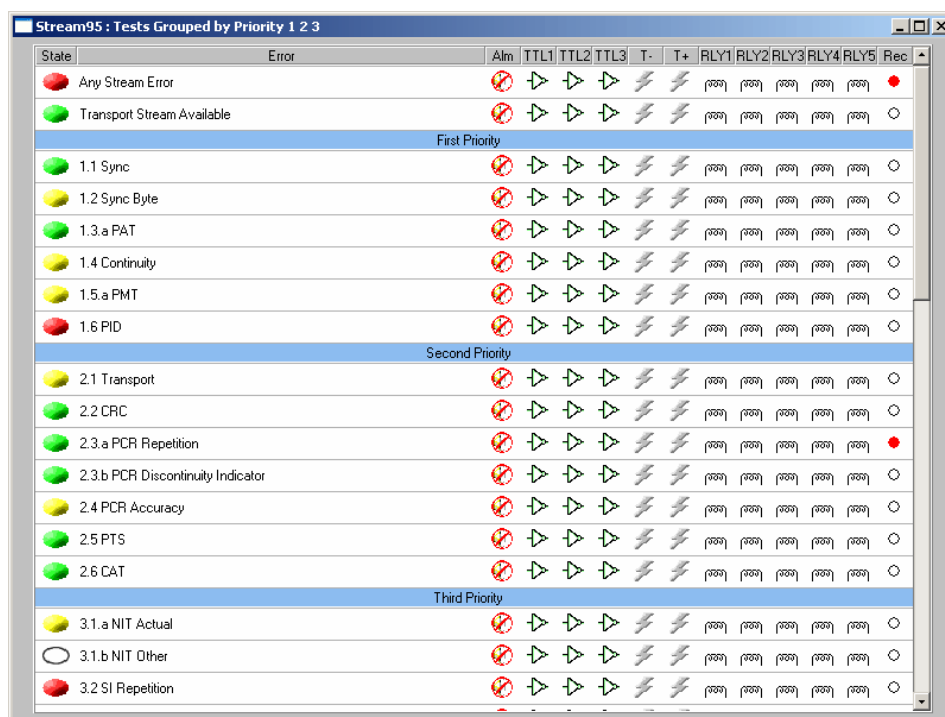 Stream95 : Tests Grouped by Priority 1 2 3
State Error Alm TTL1 TTL2 TTL3 T- T+ RLY1 RLY2 RLY3 RLY4 RLY5 Rec
Any Stream Error
Transport Stream Available
First Priority
1.1 Sync
1.2 Sync Byte
1.3.a PAT
1.4 Continuity
1.5.a PMT
1.6 PID
Second Priority
2.1 Transport
2.2 CRC
2.3.a PCR Repetition
2.3.b PCR Discontinuity Indicator
2.4 PCR Accuracy
2.5 PTS
2.6 CAT
Third Priority
3.1.a NIT Actual
3.1.b NIT Other
3.2 SI Repetition